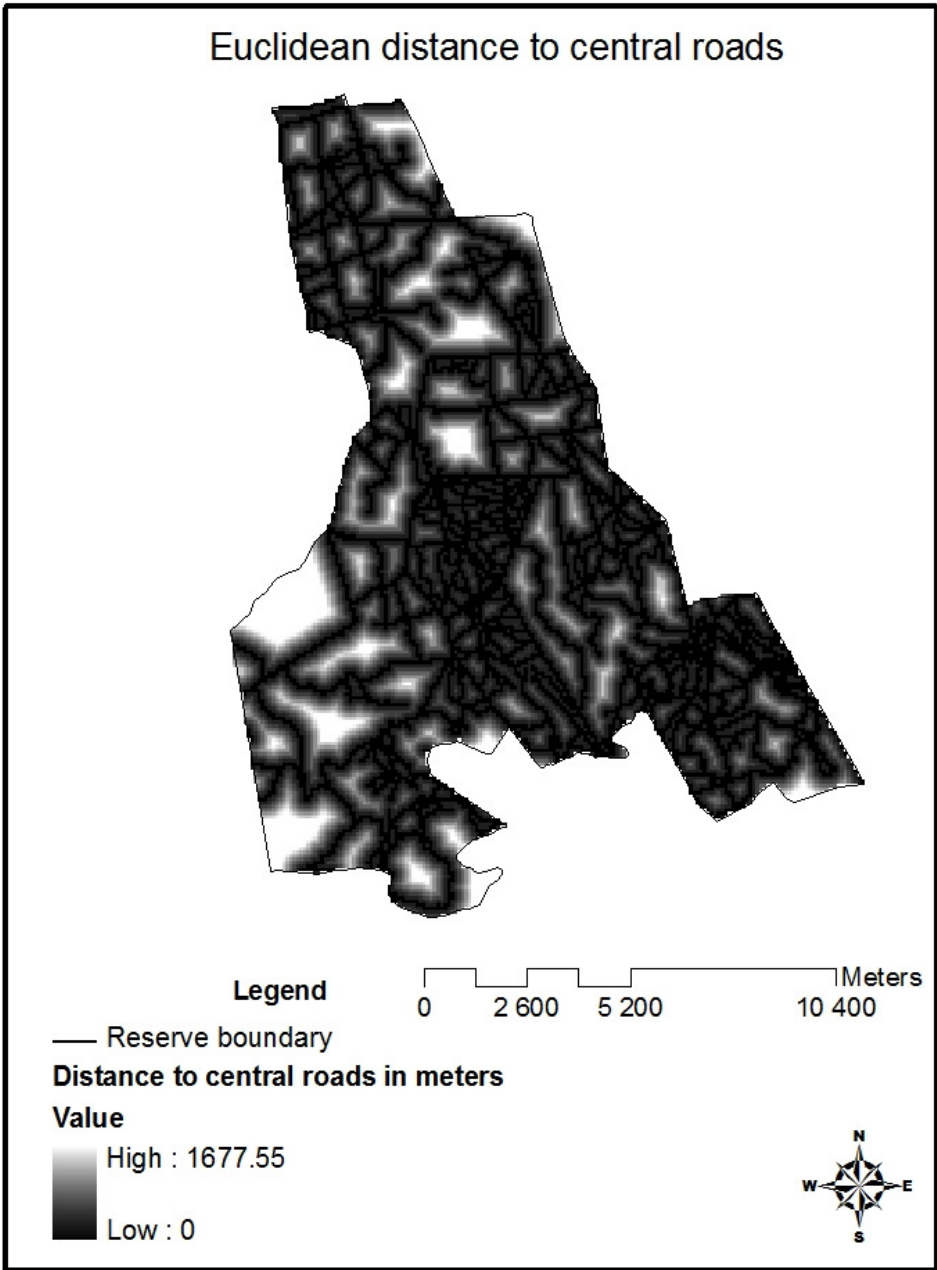 Euclidean distance to central roads
Meters
0 2 600 5 200 10 400
Legend
Reserve boundary
Distance to central roads in meters
Value
High : 1677.55
Low : 0
N
W E
S